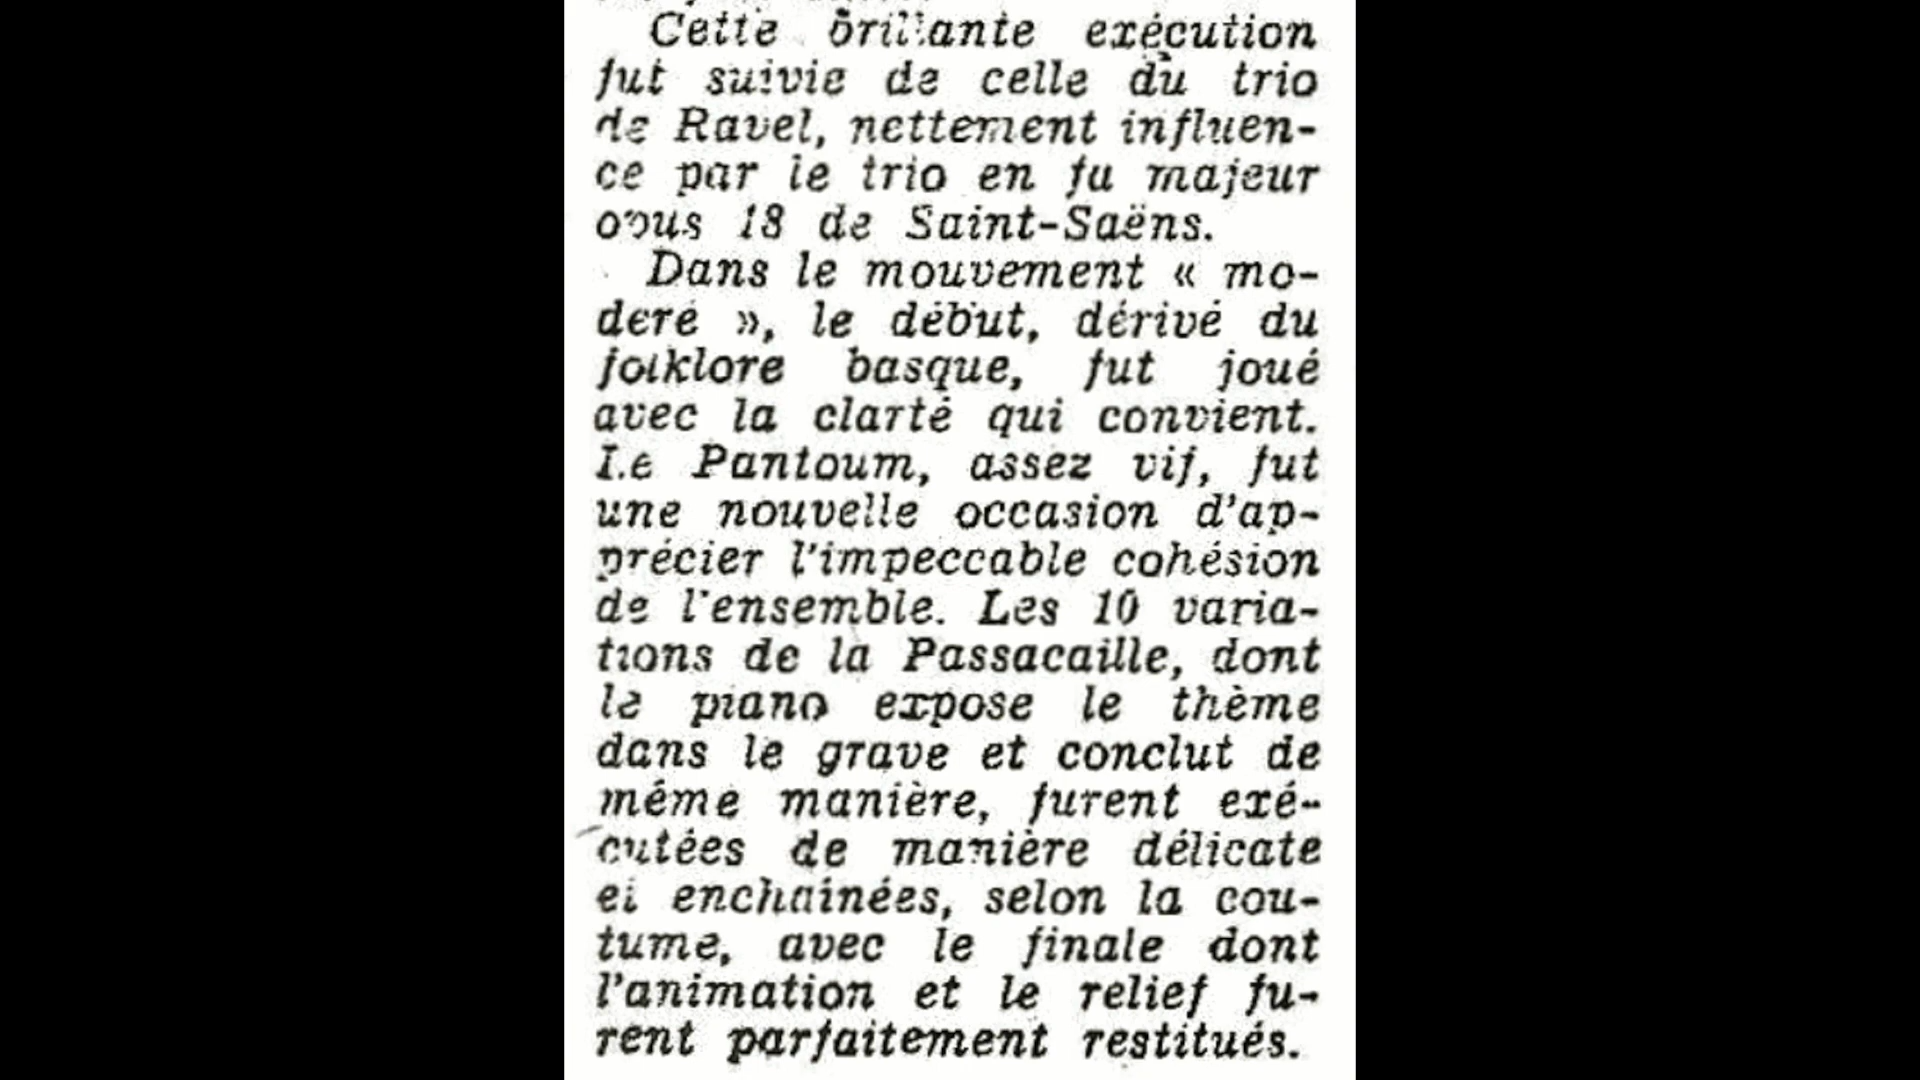 Cette brillante exécution
fut suivie de celle du trio
de Ravel, nettement influen-
ce par le trio en fa majeur
opus 18 de Saint-Saëns.
Dans le mouvement « mo-
deré », le début, dérivé du
folklore basque, fut joué
avec la clarté qui convient.
Le Pantoum, assez vif, fut
une nouvelle occasion d'ap-
précier l'impeccable cohésion
de l'ensemble. Les 10 varia-
tions de la Passacaille, dont
le piano expose le thème
dans le grave et conclut de
même manière, furent exé-
cutées de manière délicate
et enchaînées, selon la cou-
tume, avec le finale dont
l'animation et le relief fu-
rent parfaitement restitués.